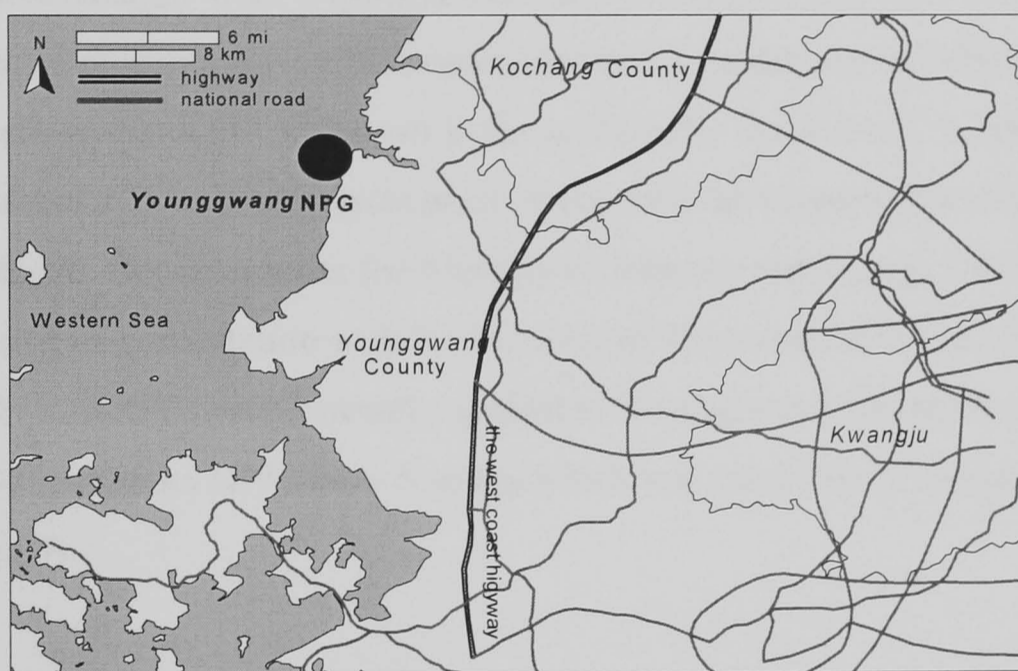 N
6 mi
8 km
highway
national road
Kochang County
Younggwang NPG
Western Sea
Younggwang
County
the west coast higyway
Kwangju